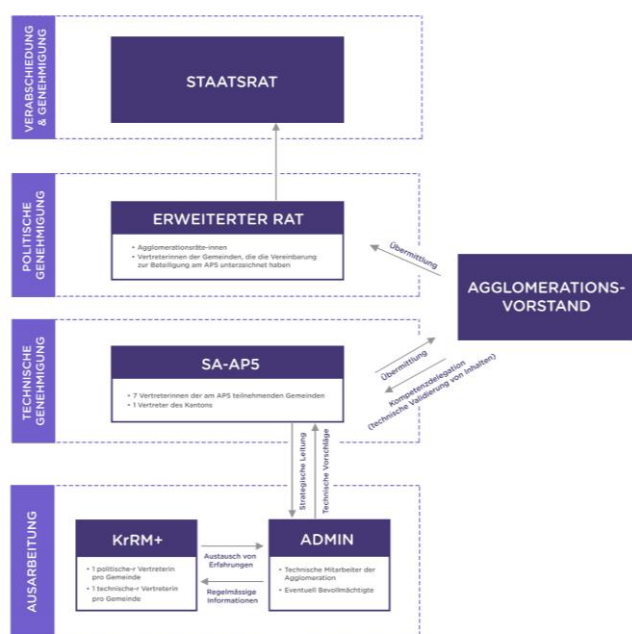 VERABSCHIEDUNG
& GENEHMIGUNG
STAATSRAT
POLITISCHE
GENEHMIGUNG
ERWEITERTER RAT
• Agglomerationsräte-innen
• Vertreterinnen der Gemeinden, die die Vereinbarung
zur Beteiligung am AP5 unterzeichnet haben
Übermittlung
AGGLOMERATIONS-
VORSTAND
TECHNISCHE
GENEHMIGUNG
SA-AP5
• 7 Vertreterinnen der am AP5 teilnehmenden Gemeinden
• 1 Vertreter des Kantons
Übermittlung
Kompetenzdelegation
(technische Validierung von Inhalten)
Strategische Leitung
Technische Vorschläge
AUSARBEITUNG
KrRM+
• 1 politische-r Vertreterin
pro Gemeinde
• 1 technische-r Vertreterin
pro Gemeinde
Austausch von
Erfahrungen
Regelmässige
Informationen
ADMIN
• Technische Mitarbeiter der
Agglomeration
• Eventuell Bevollmächtigte